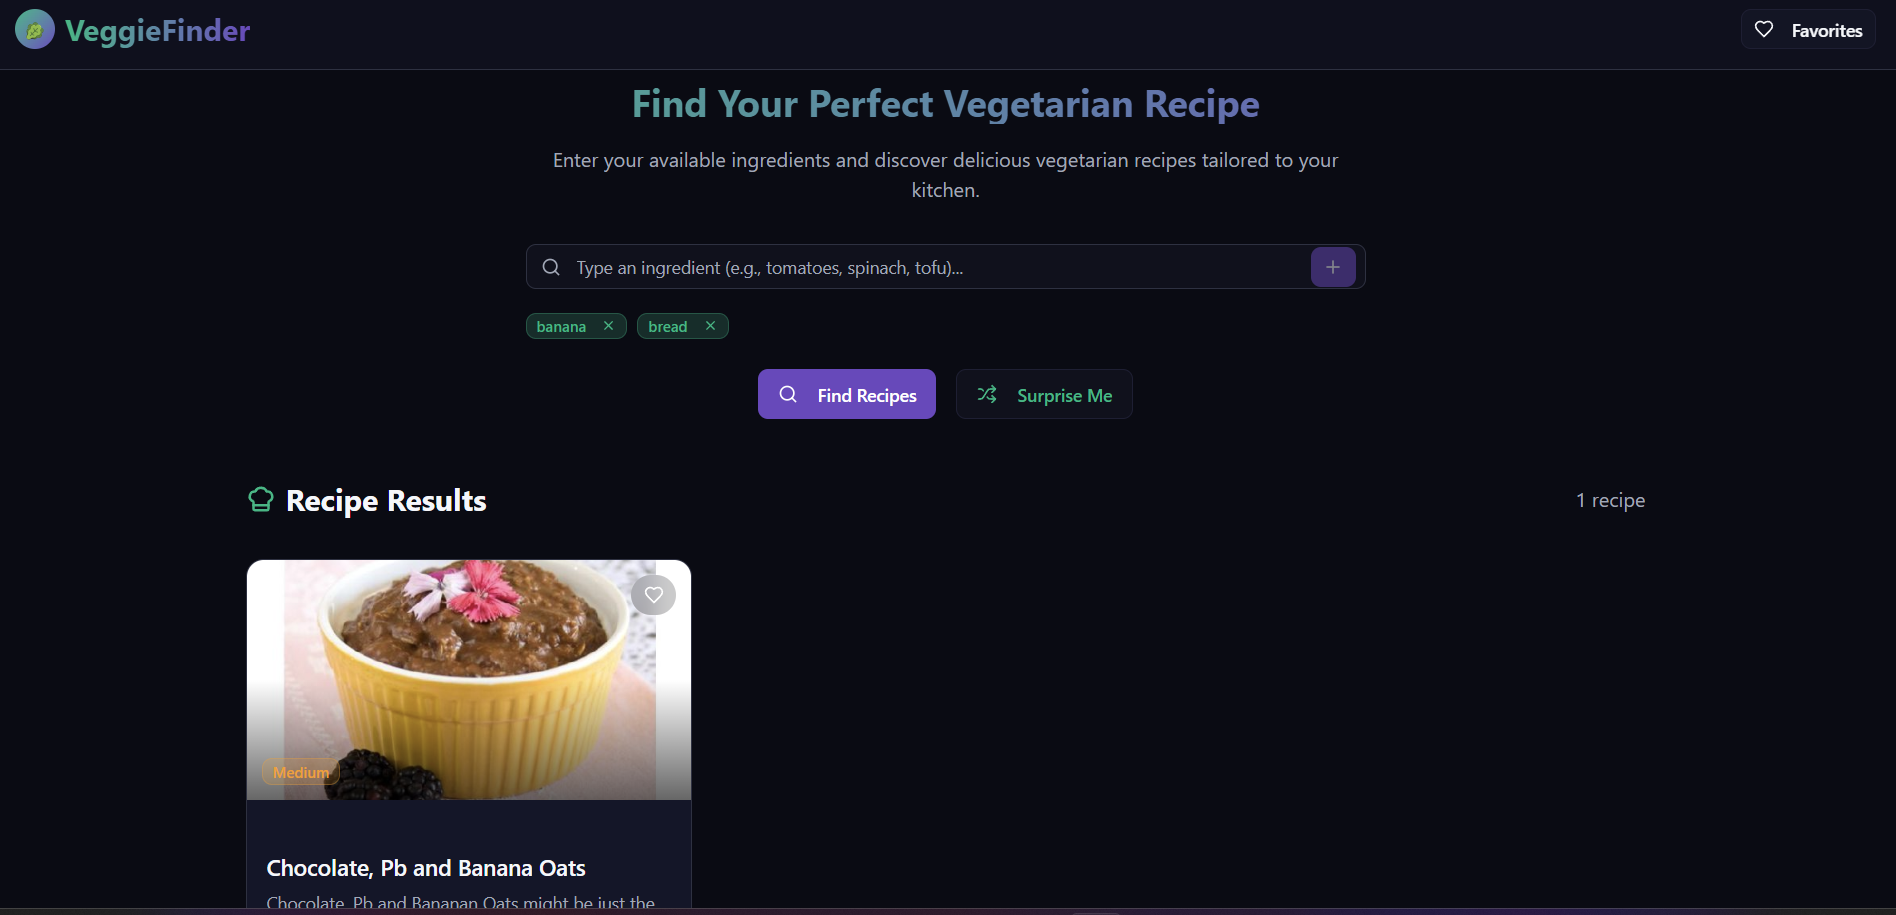 VeggieFinder
Favorites
Find Your Perfect Vegetarian Recipe
Enter your available ingredients and discover delicious vegetarian recipes tailored to your
kitchen.
Type an ingredient (e.g., tomatoes, spinach, tofu)...
banana
bread
Find Recipes
Surprise Me
Recipe Results
1 recipe
Medium
Chocolate, Pb and Banana Oats
Chocolate, Pb and Bananan Oats might be just the